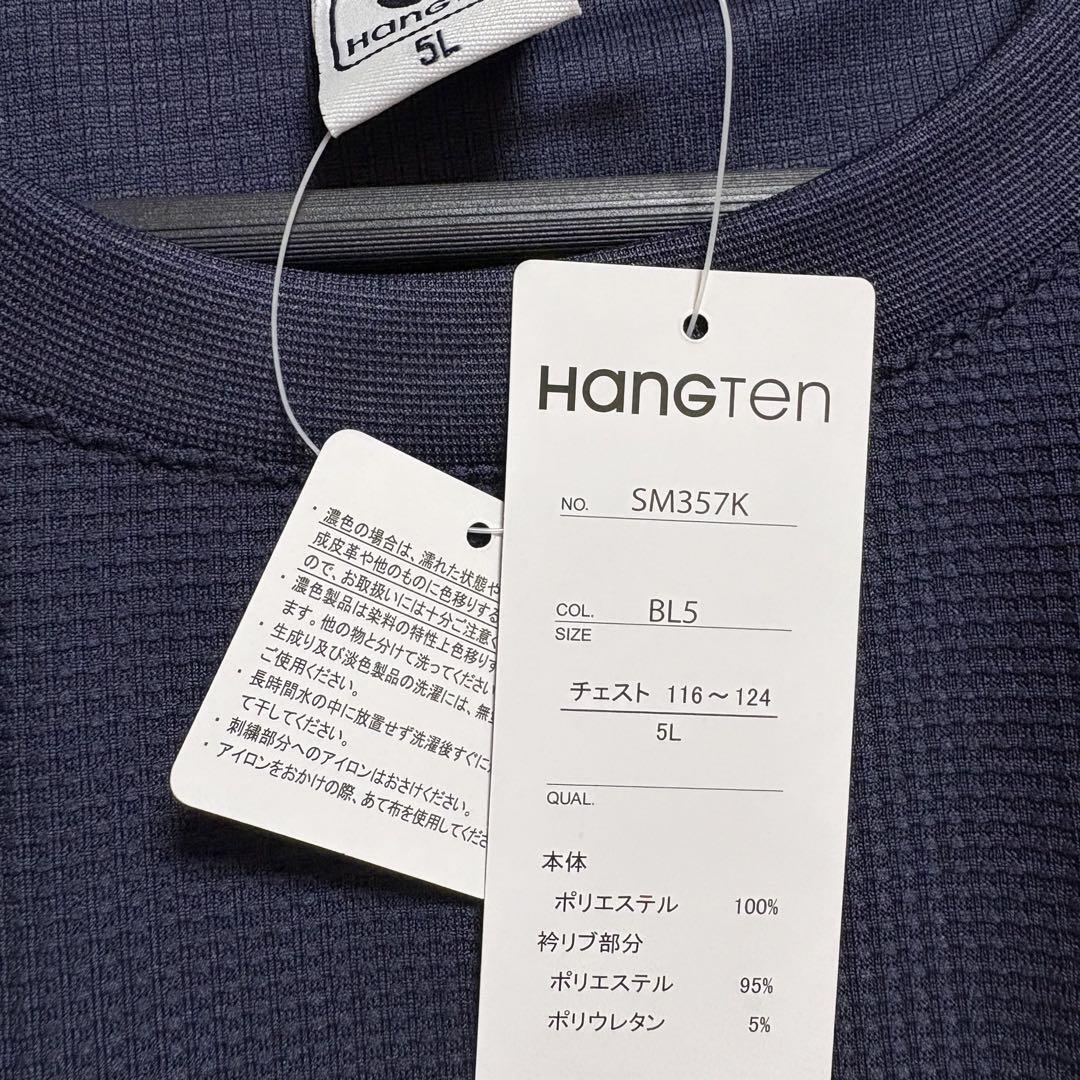 HANGTEN
5L
HANGTEN
NO. SM357K
COL. BL5
SIZE
チェスト 116～124
5L
QUAL.
本体
ポリエステル 100%
衿リブ部分
ポリエステル 95%
ポリウレタン 5%
・濃色の場合は、濡れた状態や
成皮革や他のものに色移りする
ので、お取扱いには十分ご注意く
・濃色製品は染料の特性上色移りす
ます。他の物と分けて洗ってください
・生成り及び淡色製品の洗濯には、無
ご使用ください。
・長時間水の中に放置せず洗濯後すぐに
て干してください。
・刺繍部分へのアイロンはおさけください。
・アイロンをおかけの際、あて布を使用してくださ